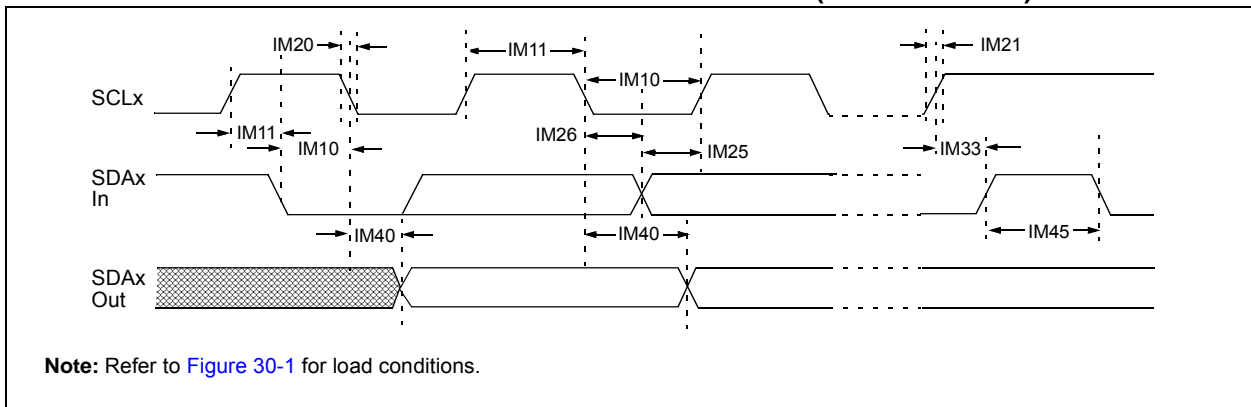 IM20
IM11
IM21
IM10
SCLx
IM11
IM10
IM26
IM25
IM33
SDAx
In
IM40
IM40
IM45
SDAx
Out
Note: Refer to Figure 30-1 for load conditions.